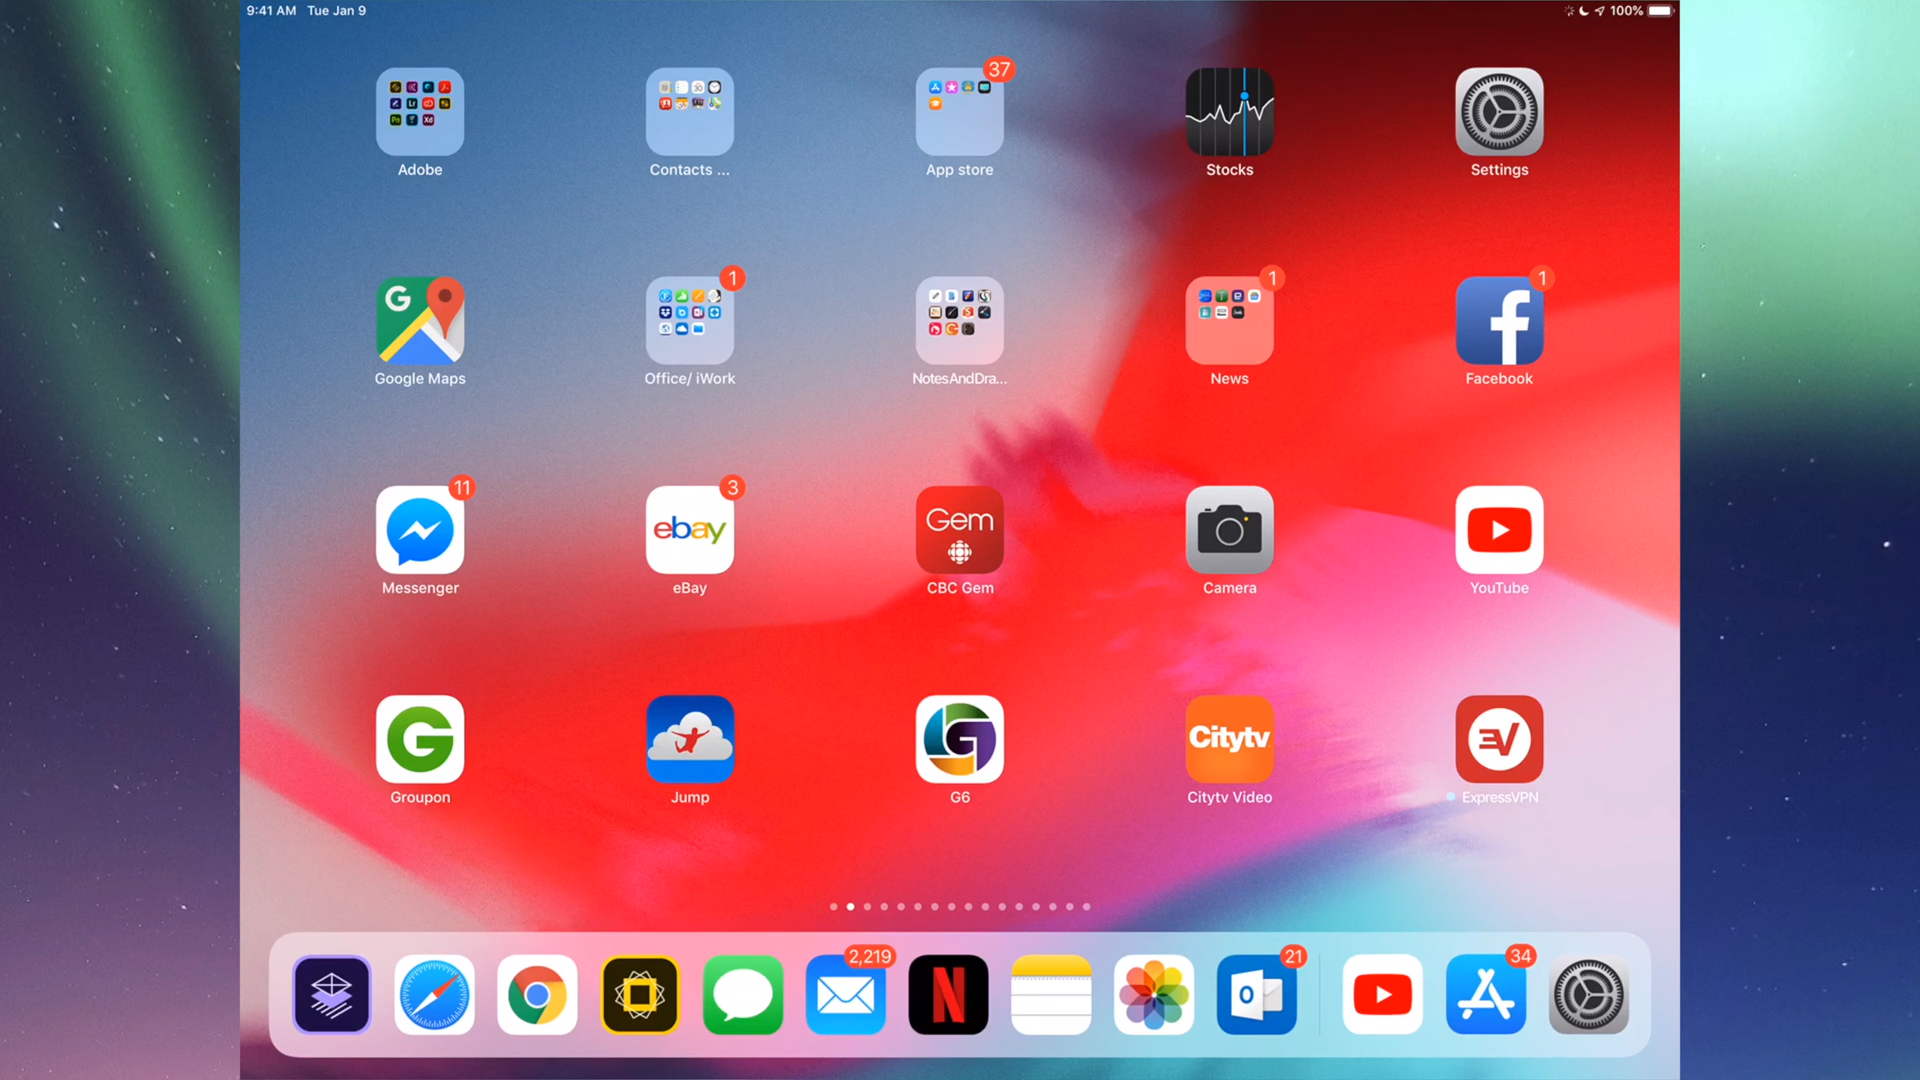 9:41 AM Tue Jan 9
100%
37
Adobe
Contacts ...
App store
Stocks
Settings
1
1
1
G
Google Maps
Office/ iWork
NotesAndDra...
News
Facebook
11
3
ebay
Gem
Messenger
eBay
CBC Gem
Camera
YouTube
G
G
Citytv
EV
Groupon
Jump
G6
Citytv Video
ExpressVPN
2,219
21
34
N
O